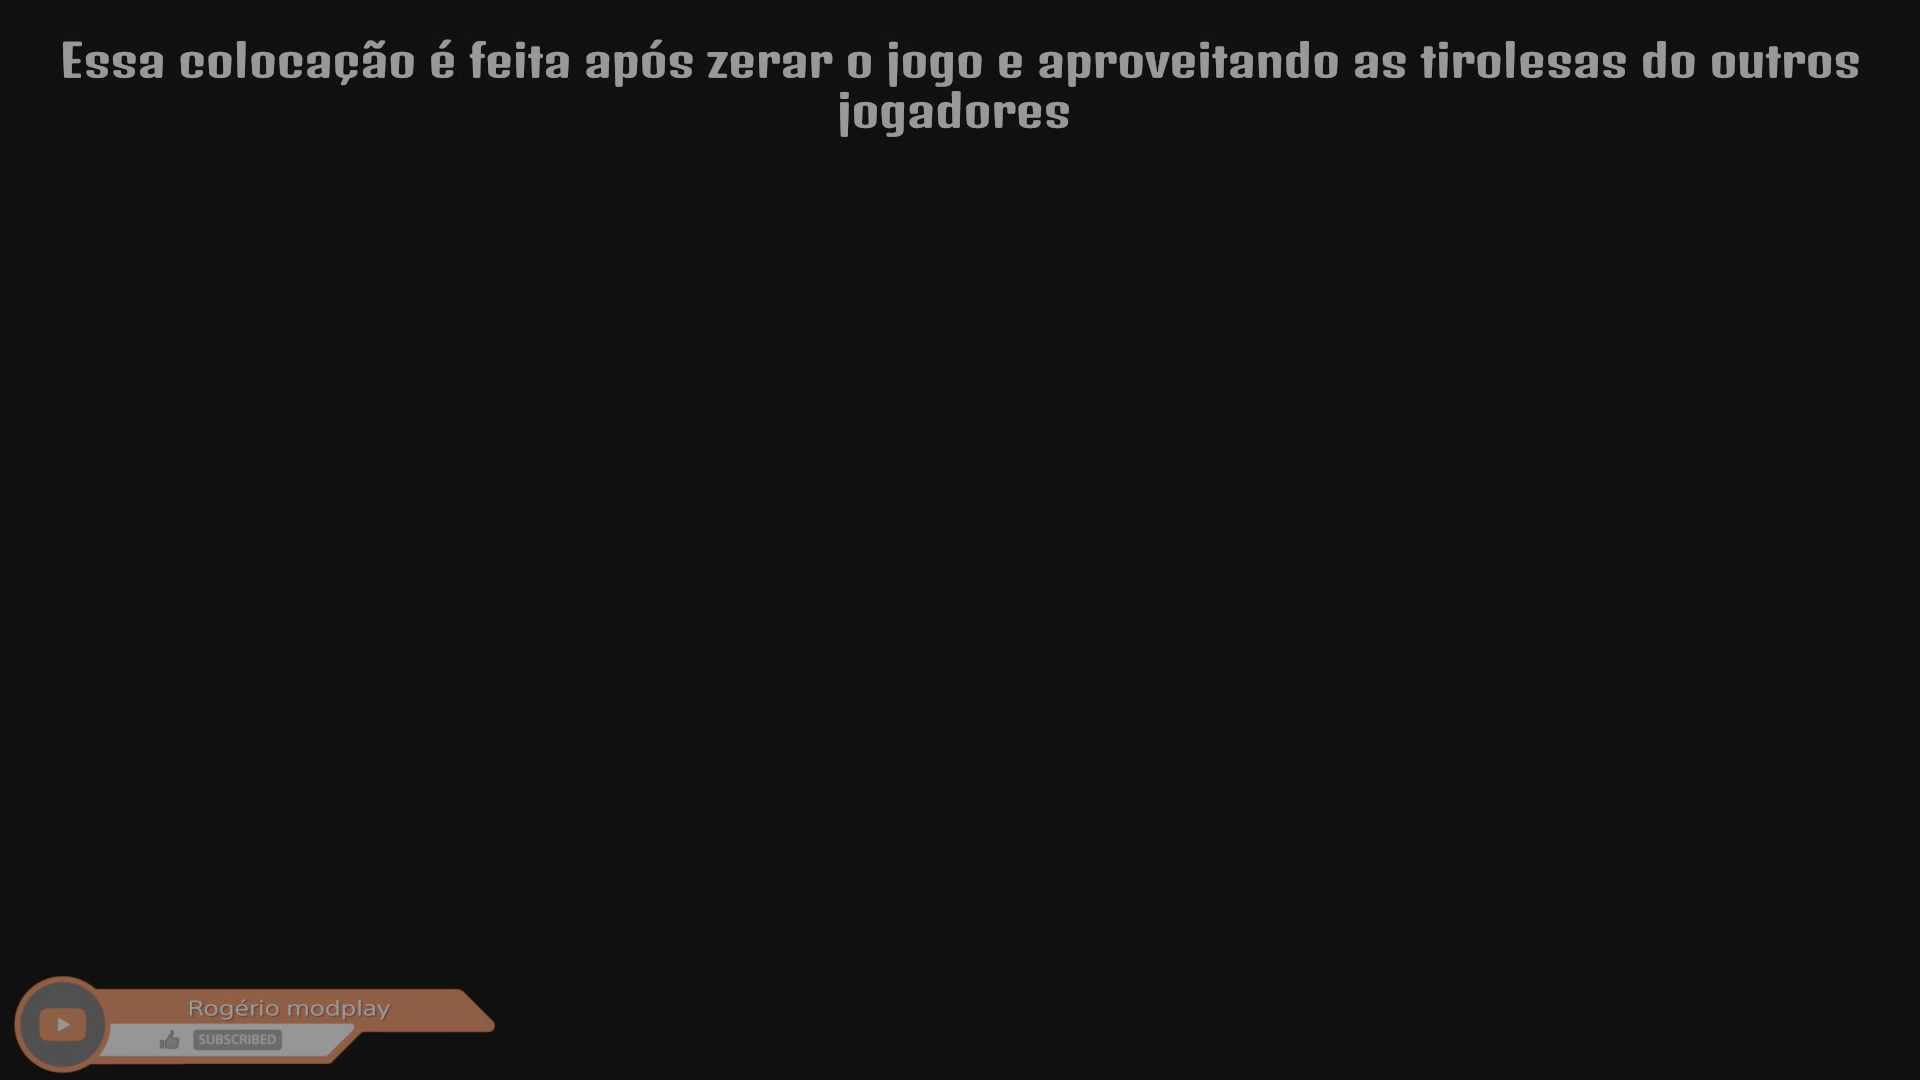 Essa colocação é feita após zerar o jogo e aproveitando as tirolesas do outros
jogadores
Rogério modplay
SUBSCRIBED